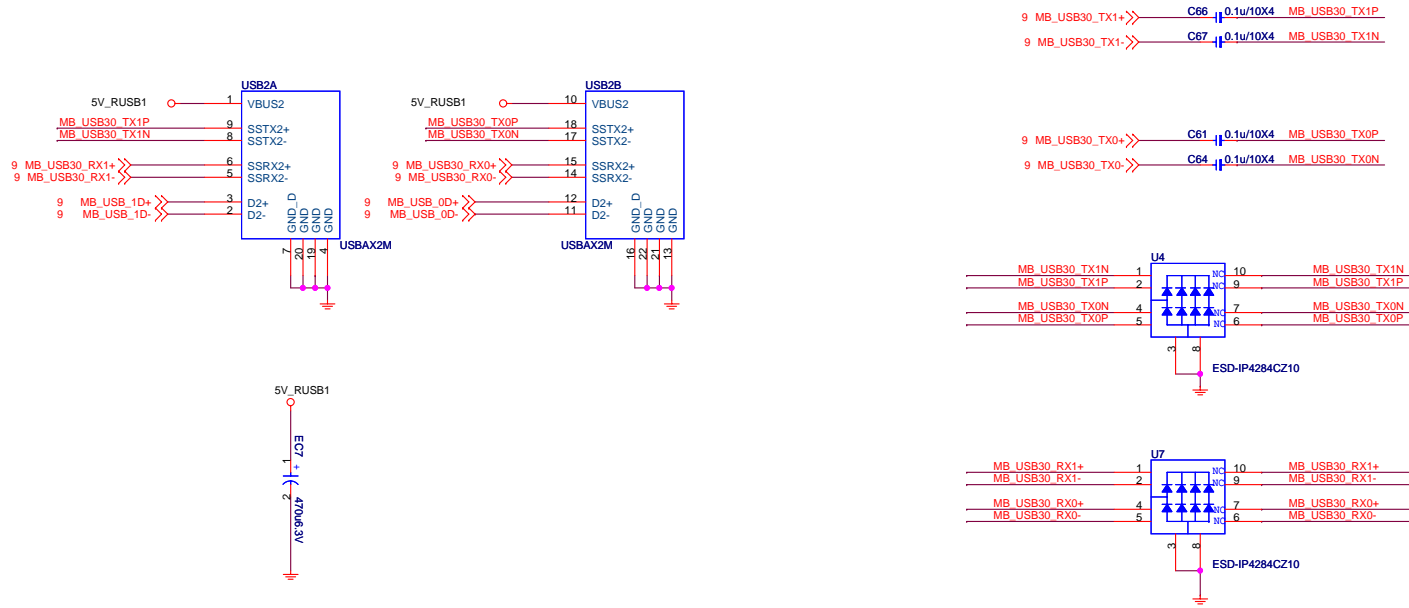 9 MB_USB30_TX1+ C66 0.1u/10X4 MB_USB30_TX1P
9 MB_USB30_TX1- C67 0.1u/10X4 MB_USB30_TX1N
9 MB_USB30_TX0+ C61 0.1u/10X4 MB_USB30_TX0P
9 MB_USB30_TX0- C64 0.1u/10X4 MB_USB30_TX0N
USB2A
5V_RUSB1 1 VBUS2
MB_USB30_TX1P 9 SSTX2+
MB_USB30_TX1N 8 SSTX2-
9 MB_USB30_RX1+ 6 SSRX2+
9 MB_USB30_RX1- 5 SSRX2-
9 MB_USB_1D+ 3 D2+
9 MB_USB_1D- 2 D2-
GND_D GND GND GND
7 20 19 4
USBAX2M
USB2B
5V_RUSB1 10 VBUS2
MB_USB30_TX0P 18 SSTX2+
MB_USB30_TX0N 17 SSTX2-
9 MB_USB30_RX0+ 15 SSRX2+
9 MB_USB30_RX0- 14 SSRX2-
9 MB_USB_0D+ 12 D2+
9 MB_USB_0D- 11 D2-
GND_D GND GND GND
16 22 21 13
USBAX2M
U4
MB_USB30_TX1N 1 NC 10 MB_USB30_TX1N
MB_USB30_TX1P 2 NC 9 MB_USB30_TX1P
MB_USB30_TX0N 4 NC 7 MB_USB30_TX0N
MB_USB30_TX0P 5 NC 6 MB_USB30_TX0P
3 8
ESD-IP4284CZ10
5V_RUSB1
EC7
1 +
2
470u6.3V
U7
MB_USB30_RX1+ 1 NC 10 MB_USB30_RX1+
MB_USB30_RX1- 2 NC 9 MB_USB30_RX1-
MB_USB30_RX0+ 4 NC 7 MB_USB30_RX0+
MB_USB30_RX0- 5 NC 6 MB_USB30_RX0-
3 8
ESD-IP4284CZ10